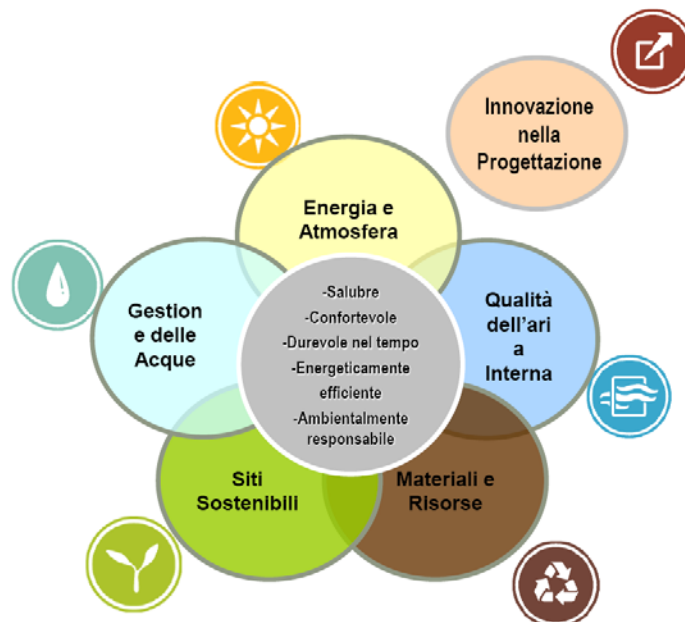 Innovazione
nella
Progettazione
Energia e
Atmosfera
Gestion
e delle
Acque
-Salubre
-Confortevole
-Durevole nel tempo
-Energeticamente
efficiente
-Ambientalmente
responsabile
Qualità
dell'ari
a
Interna
Siti
Sostenibili
Materiali e
Risorse